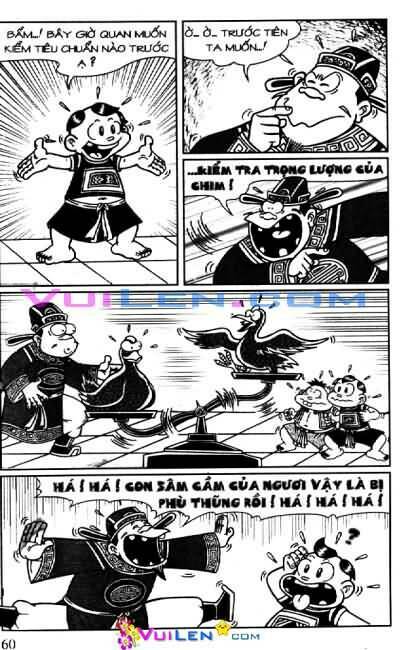 BẨM..! BÂY GIỜ QUAN MUỐN
KIỂM TIÊU CHUẨN NÀO TRƯỚC
Ạ?
Ờ.. Ờ.. TRƯỚC TIÊN
TA MUỐN..!
...KIỂM TRA TRỌNG LƯỢNG CỦA
CHIM!
VUILEN.COM
HÁ! HÁ! CON SÂM CẦM CỦA NGƯƠI VẬY LÀ BỊ
PHÙ THŨNG RỒI! HÁ! HÁ! HÁ!
?
60
VUILEN.COM